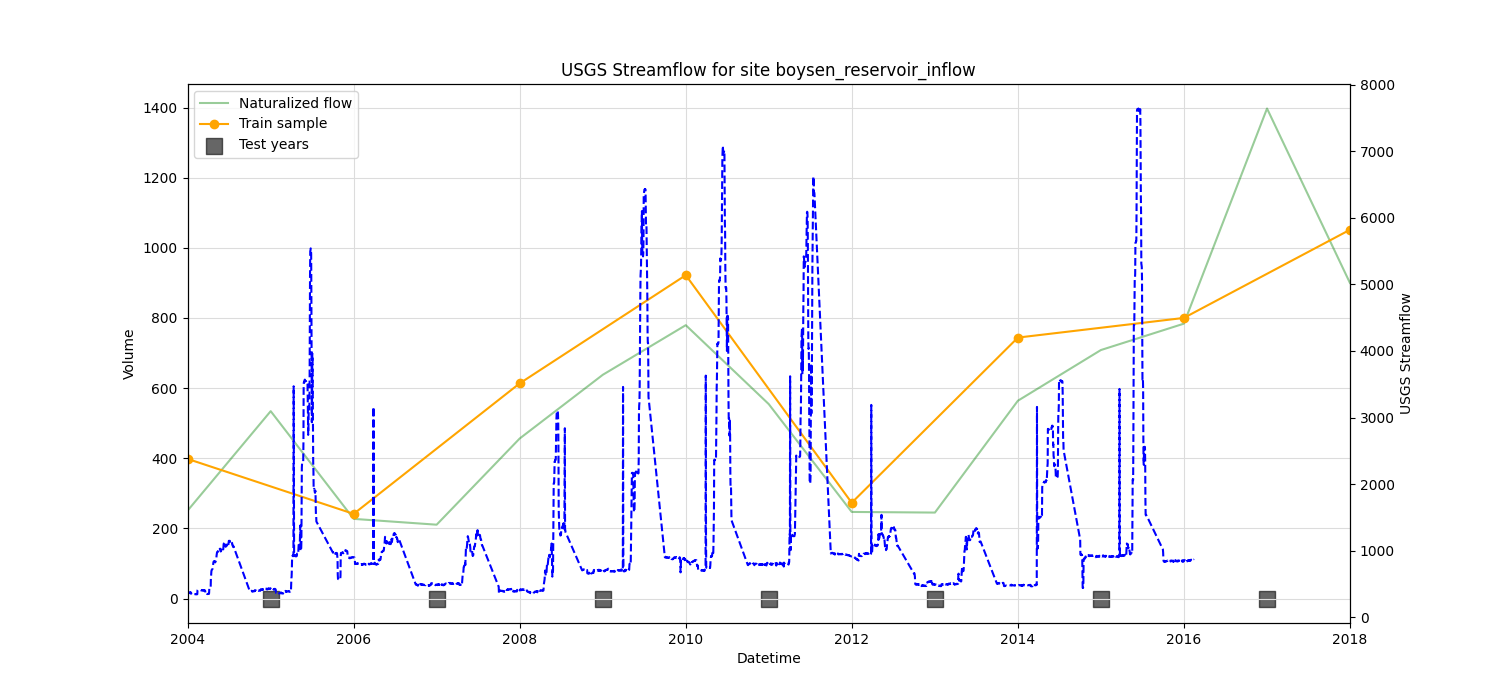 USGS Streamflow for site boysen_reservoir_inflow
Naturalized flow
Train sample
Test years
Volume
1400
1200
1000
800
600
400
200
0
8000
7000
6000
5000
4000
3000
2000
1000
0
USGS Streamflow
2004 2006 2008 2010 2012 2014 2016 2018
Datetime